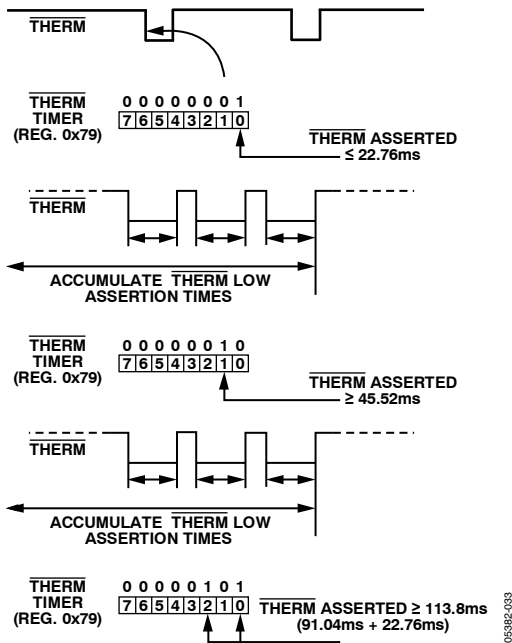 THERM
THERM
TIMER
(REG. 0x79)
0 0 0 0 0 0 0 1
7 6 5 4 3 2 1 0
THERM ASSERTED
≤ 22.76ms
THERM
ACCUMULATE THERM LOW
ASSERTION TIMES
THERM
TIMER
(REG. 0x79)
0 0 0 0 0 0 1 0
7 6 5 4 3 2 1 0
THERM ASSERTED
≥ 45.52ms
THERM
ACCUMULATE THERM LOW
ASSERTION TIMES
THERM
TIMER
(REG. 0x79)
0 0 0 0 0 1 0 1
7 6 5 4 3 2 1 0
THERM ASSERTED ≥ 113.8ms
(91.04ms + 22.76ms)
05382-033